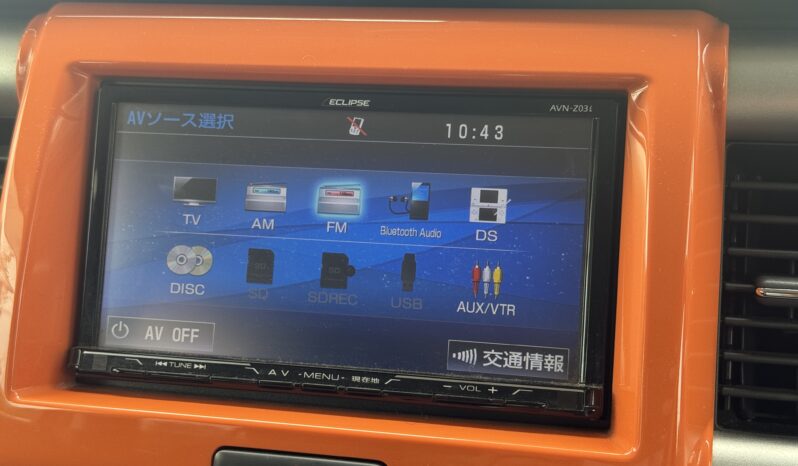 ECLIPSE
AVN-Z03i
AVソース選択
10:43
TV
AM
FM
Bluetooth Audio
DS
DISC
SD
SDREC
USB
AUX/VTR
AV OFF
交通情報
TUNE
AV
-MENU-
現在地
- VOL +